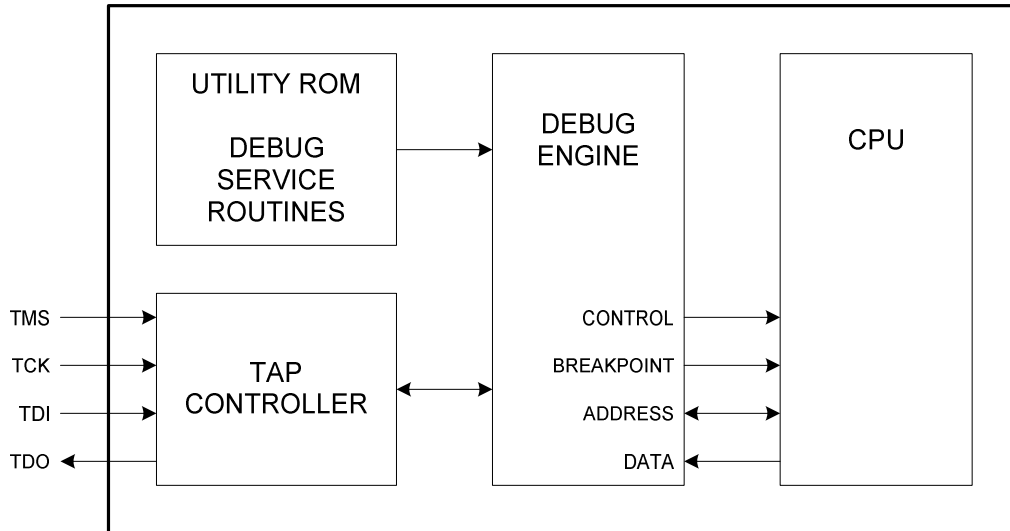 UTILITY ROM
DEBUG
SERVICE
ROUTINES
DEBUG
ENGINE
CPU
TMS
TCK
TDI
TDO
TAP
CONTROLLER
CONTROL
BREAKPOINT
ADDRESS
DATA